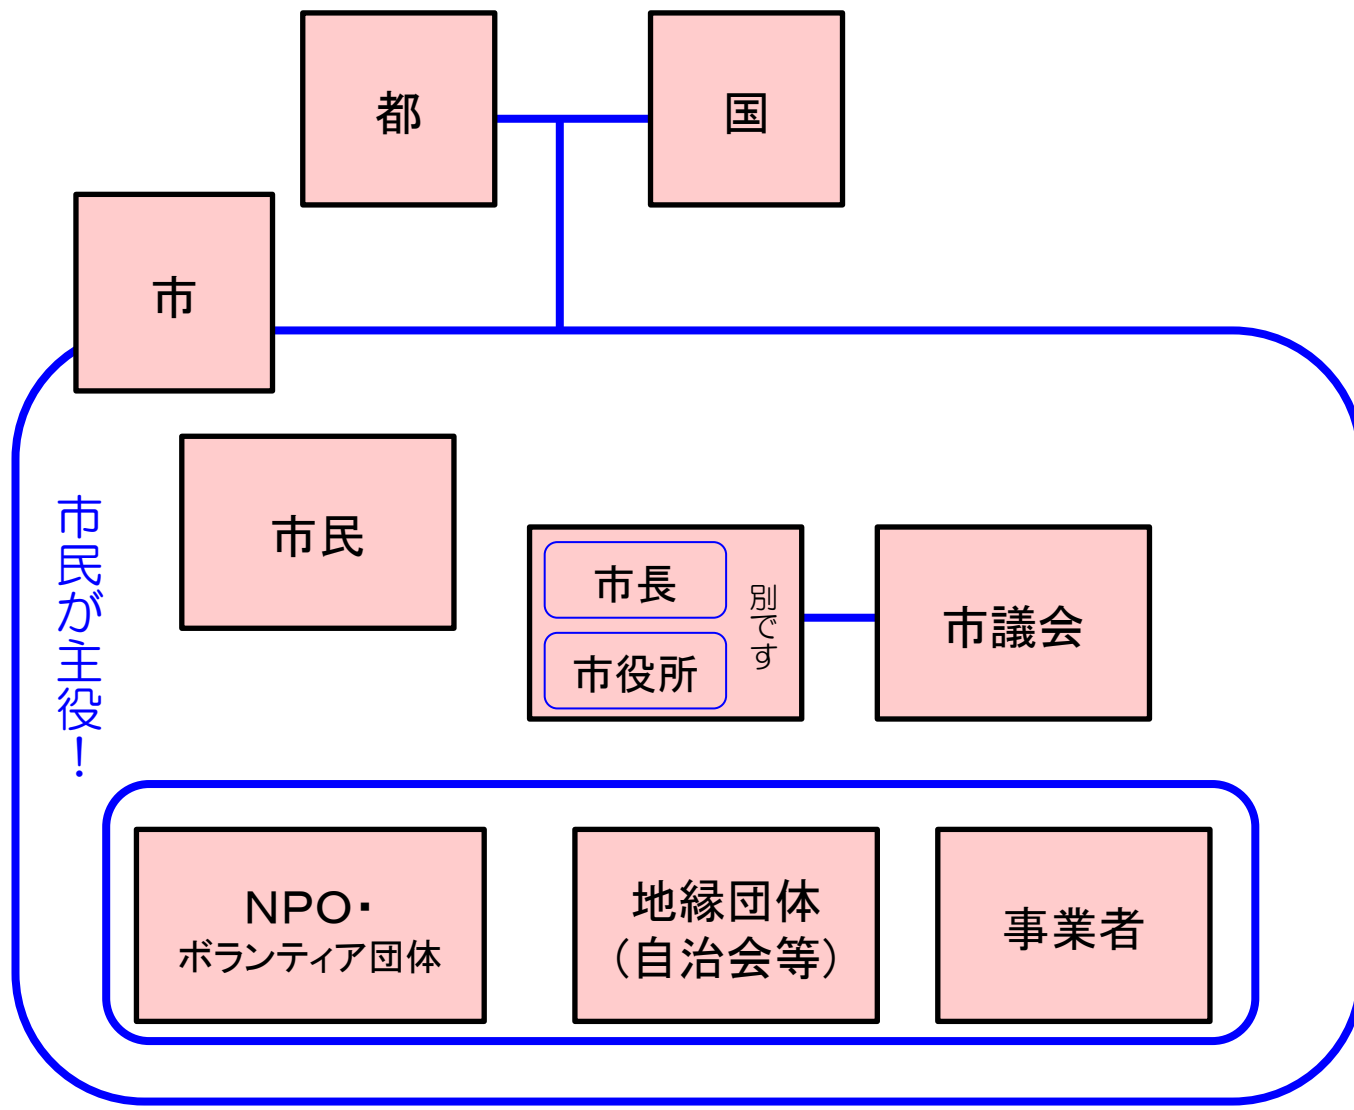 都
国
市
市民
市民が主役！
市長
市役所
別です
市議会
ＮＰＯ・
ボランティア団体
地縁団体
（自治会等）
事業者